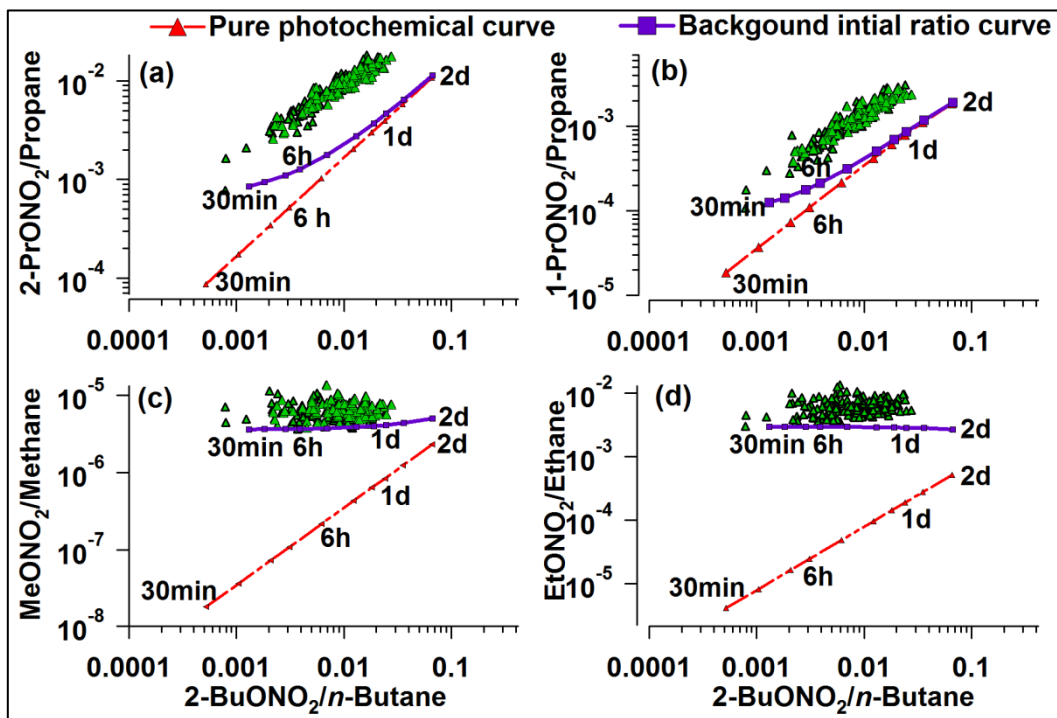 Pure photochemical curve Backgound intial ratio curve
(a) 2d
10⁻²
10⁻³
10⁻⁴
2-PrONO₂/Propane
6h
1d
30min
6 h
30min
0.0001 0.001 0.01 0.1
(b) 2d
10⁻³
10⁻⁴
10⁻⁵
1-PrONO₂/Propane
6h
1d
30min
6h
30min
0.0001 0.001 0.01 0.1
(c)
10⁻⁵
10⁻⁶
10⁻⁷
10⁻⁸
MeONO₂/Methane
30min 6h 1d 2d
2d
1d
6h
30min
0.0001 0.001 0.01 0.1
2-BuONO₂/n-Butane
(d)
10⁻²
10⁻³
10⁻⁴
10⁻⁵
EtONO₂/Ethane
30min 6h 1d 2d
2d
1d
6h
30min
0.0001 0.001 0.01 0.1
2-BuONO₂/n-Butane